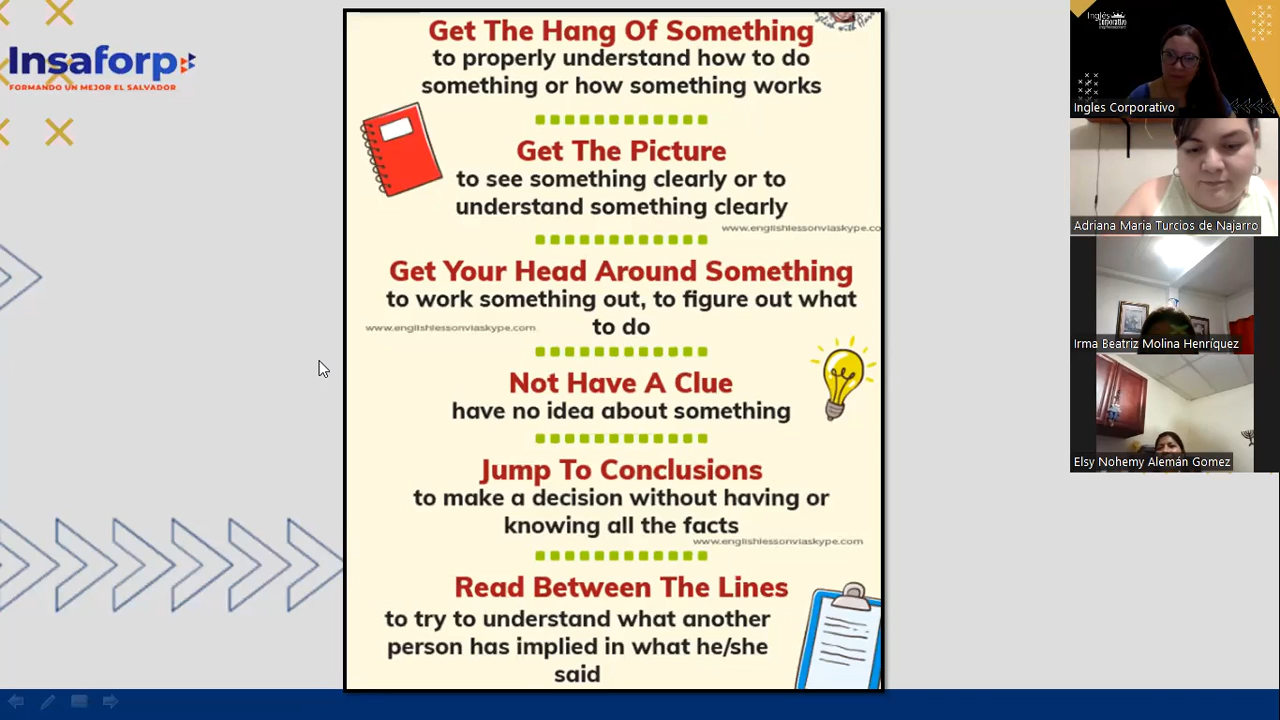 Insaforp
FORMANDO UN MEJOR EL SALVADOR
Get The Hang Of Something
to properly understand how to do
something or how something works
Get The Picture
to see something clearly or to
understand something clearly
www.englishlessonviaskype.co
Get Your Head Around Something
to work something out, to figure out what
to do
www.englishlessonviaskype.com
Not Have A Clue
have no idea about something
Jump To Conclusions
to make a decision without having or
knowing all the facts
www.englishlessonviaskype.com
Read Between The Lines
to try to understand what another
person has implied in what he/she
said
Inglés
Corporativo
Ingles Corporativo
Adriana Maria Turcios de Najarro
Irma Beatriz Molina Henríquez
Elsy Nohemy Alemán Gomez